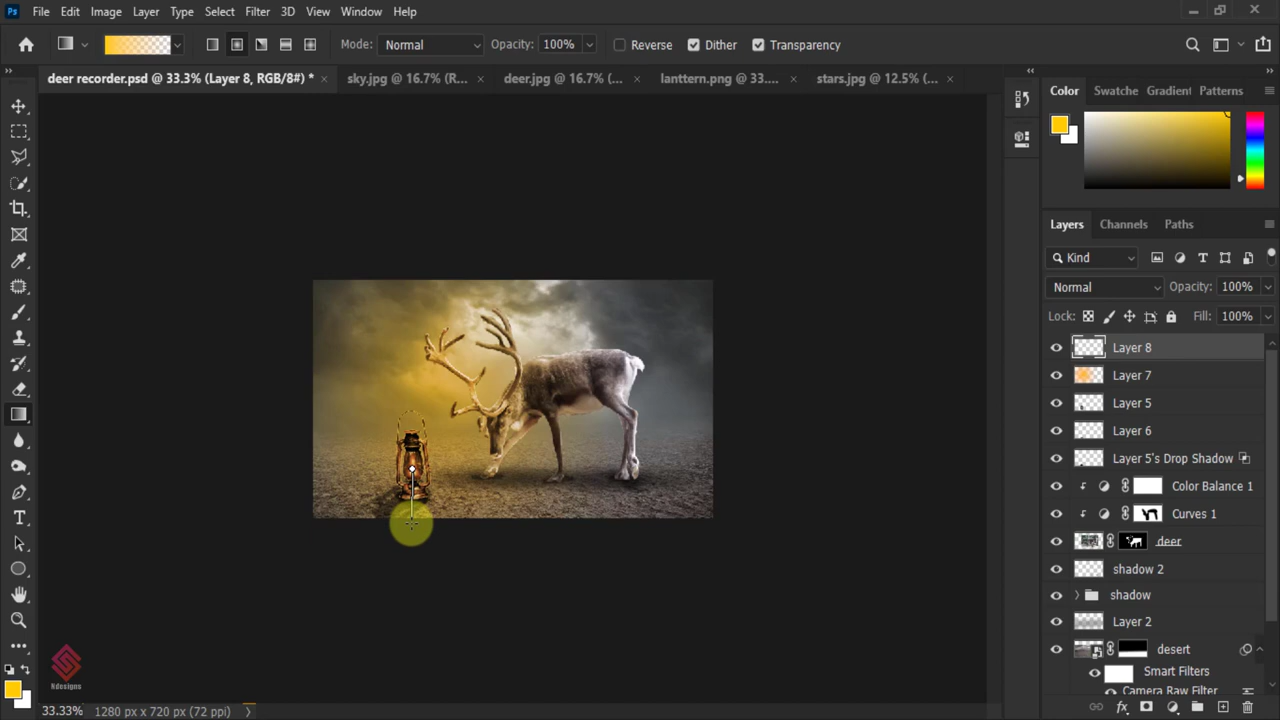 Ps File Edit Image Layer Type Select Filter 3D View Window Help
Mode: Normal Opacity: 100% Reverse Dither Transparency
deer recorder.psd @ 33.3% (Layer 8, RGB/8#) * sky.jpg @ 16.7% (R... deer.jpg @ 16.7% (... lanttern.png @ 33.... stars.jpg @ 12.5% (...
Color Swatche Gradient Patterns
Layers Channels Paths
Kind
Normal Opacity: 100%
Lock: Fill: 100%
Layer 8
Layer 7
Layer 5
Layer 6
Layer 5's Drop Shadow
Color Balance 1
Curves 1
deer
shadow 2
shadow
Layer 2
desert
Smart Filters
Camera Raw Filter
Ndesigns
33.33% 1280 px x 720 px (72 ppi)